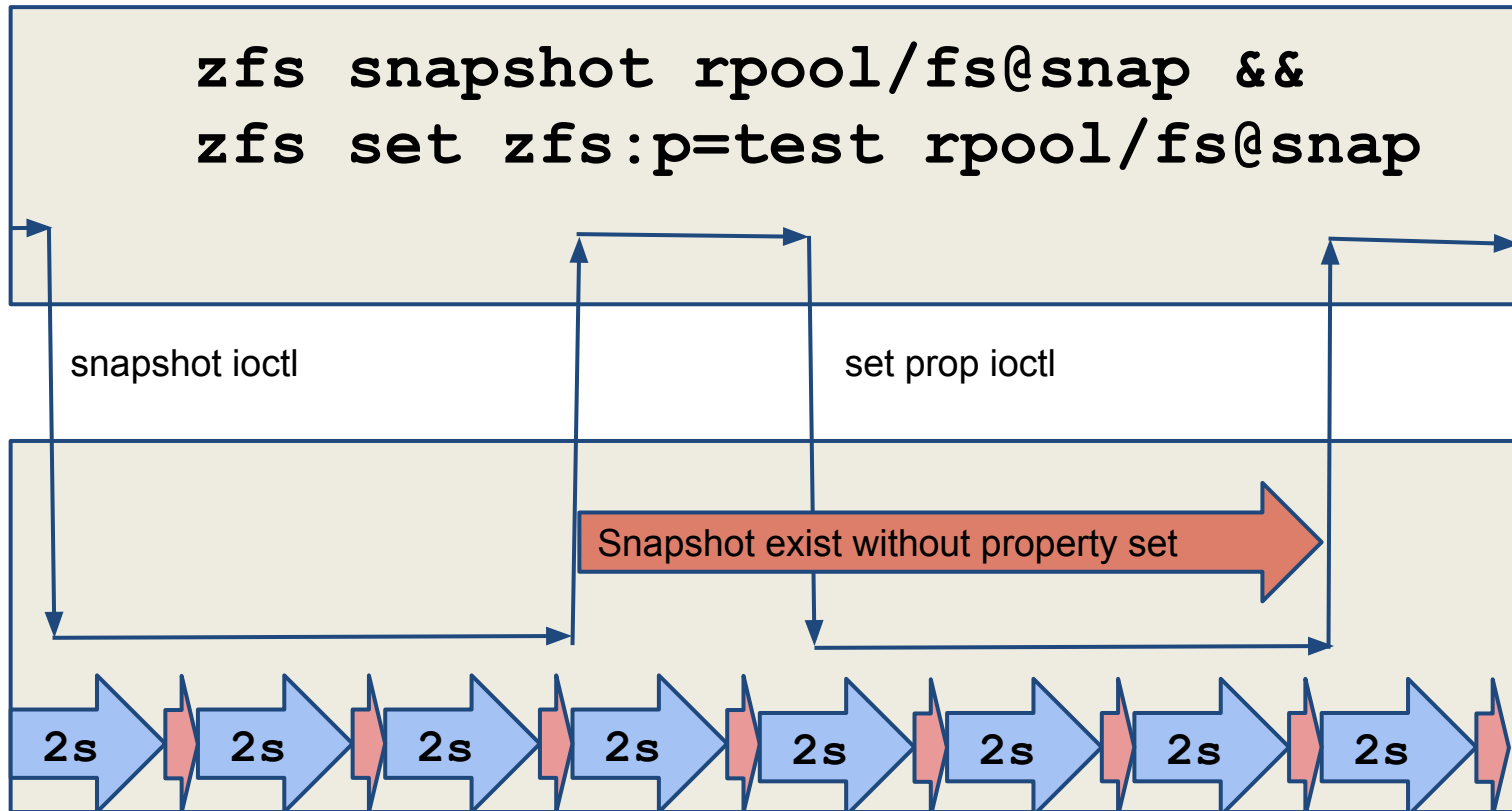 zfs snapshot rpool/fs@snap &&
zfs set zfs:p=test rpool/fs@snap
snapshot ioctl
set prop ioctl
Snapshot exist without property set
2s
2s
2s
2s
2s
2s
2s
2s